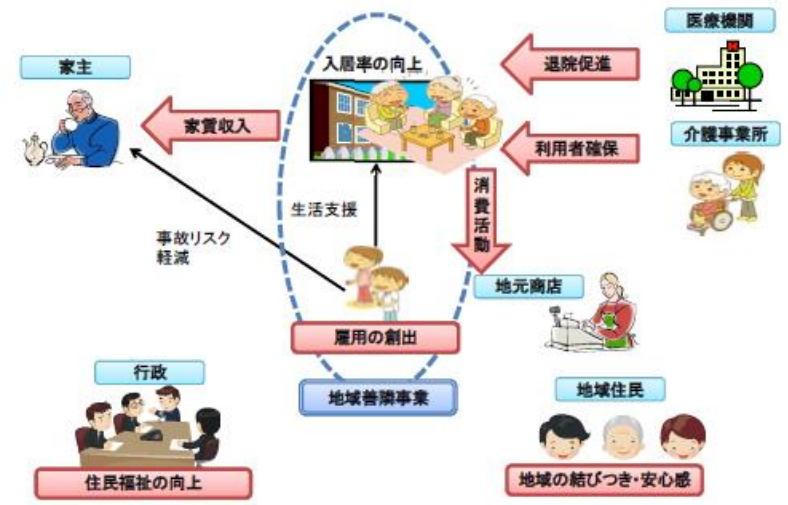 医療機関
入居率の向上
退院促進
家主
家賃収入
介護事業所
利用者確保
消費活動
生活支援
事故リスク
軽減
地元商店
雇用の創出
行政
地域善隣事業
地域住民
住民福祉の向上
地域の結びつき・安心感